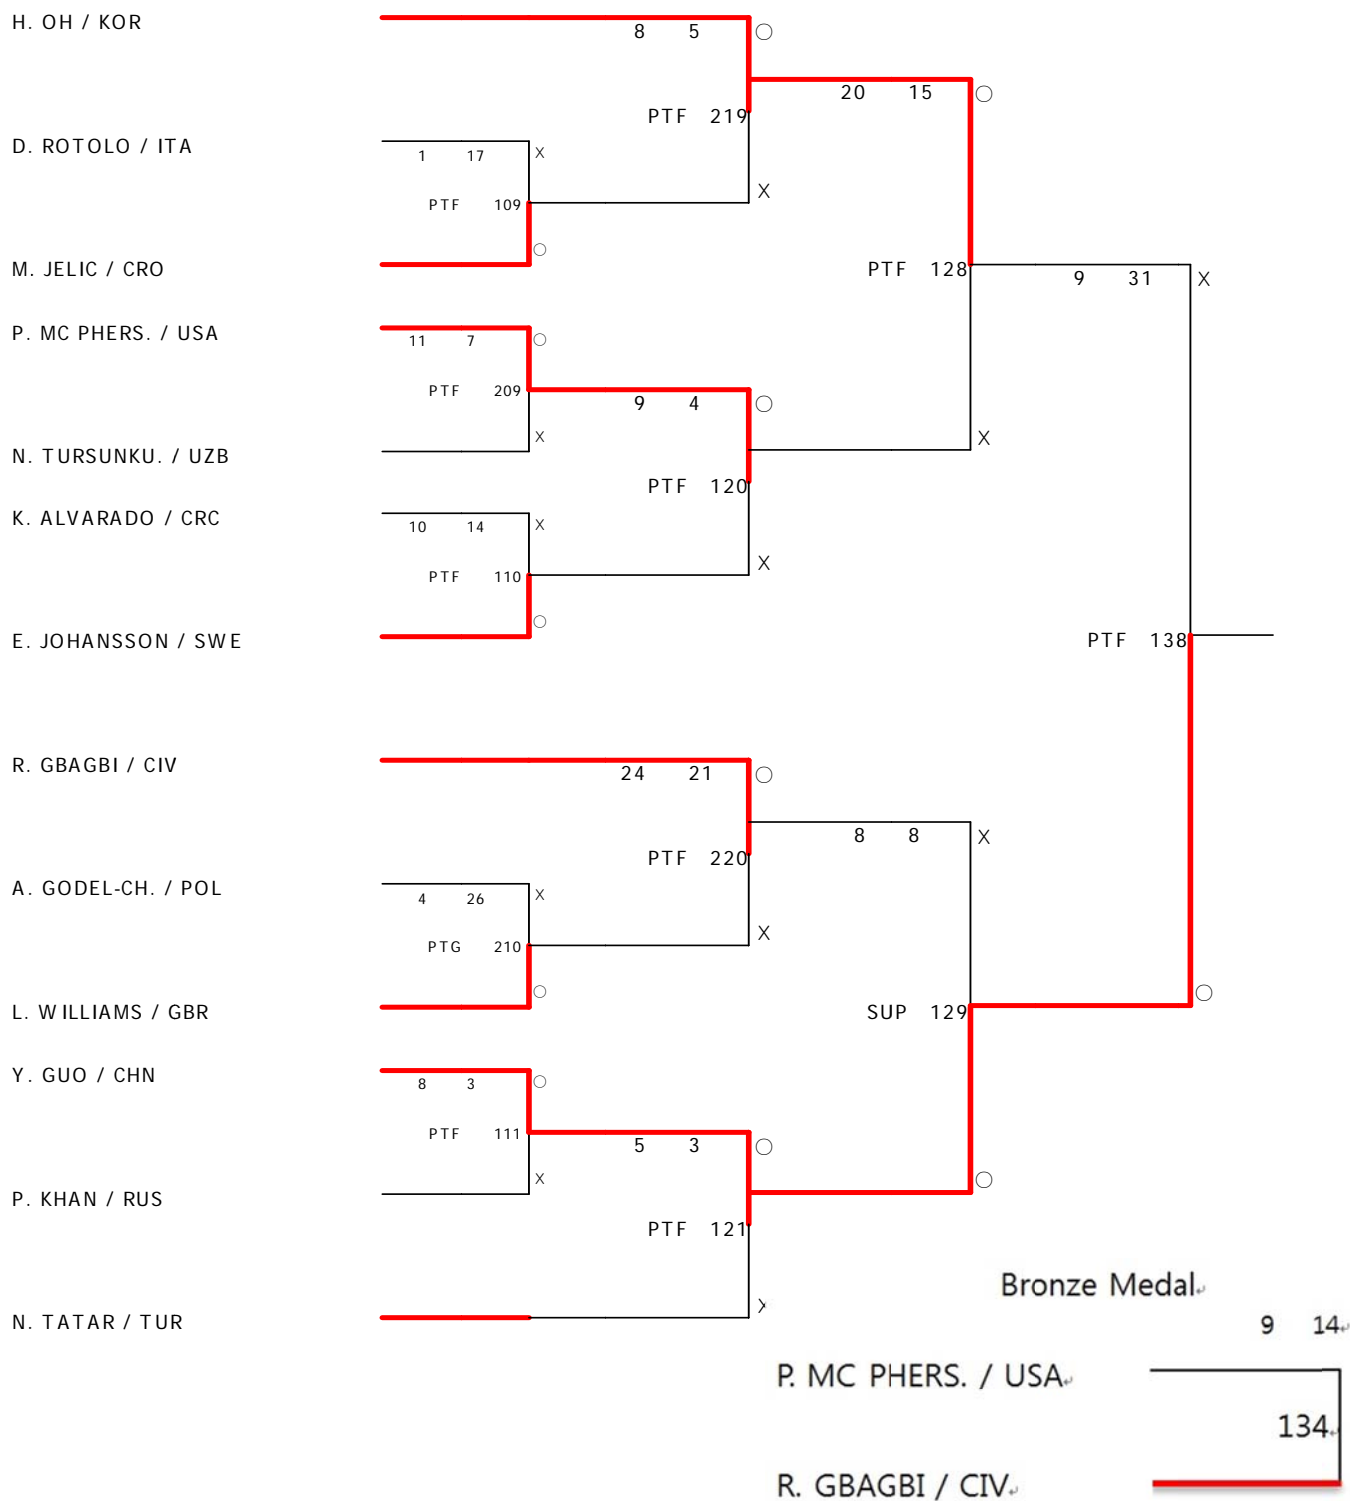 H. OH / KOR
8 5 ○
20 15 ○
PTF 219
D. ROTOLO / ITA
1 17 X
X
PTF 109
○
M. JELIC / CRO
PTF 128
9 31 X
P. MC PHERS. / USA
11 7 ○
PTF 209
9 4 ○
X
X
N. TURSUNKU. / UZB
PTF 120
K. ALVARADO / CRC
10 14 X
X
PTF 110
○
E. JOHANSSON / SWE
PTF 138
R. GBAGBI / CIV
24 21 ○
8 8 X
PTF 220
A. GODEL-CH. / POL
4 26 X
X
PTG 210
○
○
L. WILLIAMS / GBR
SUP 129
Y. GUO / CHN
8 3 ○
PTF 111
5 3 ○
X
○
P. KHAN / RUS
PTF 121
Bronze Medal
X
N. TATAR / TUR
9 14
P. MC PHERS. / USA
134
R. GBAGBI / CIV